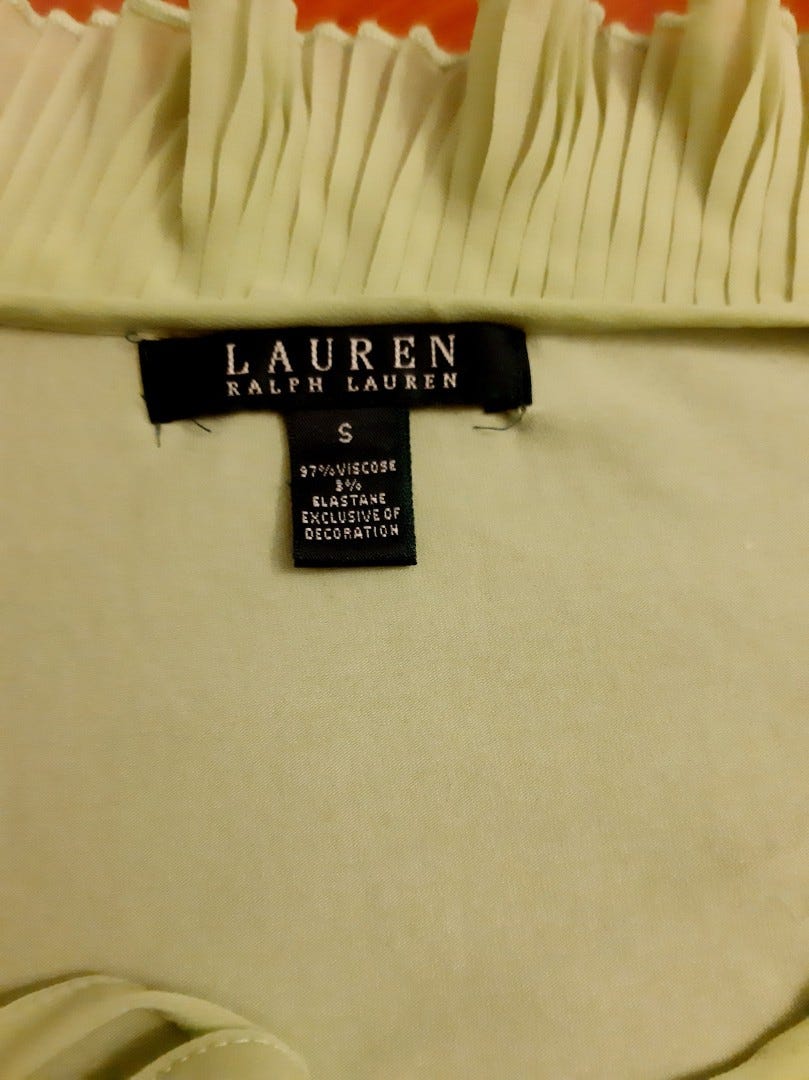 LAUREN
RALPH LAUREN
S
97% VISCOSE
3%
ELASTANE
EXCLUSIVE OF
DECORATION